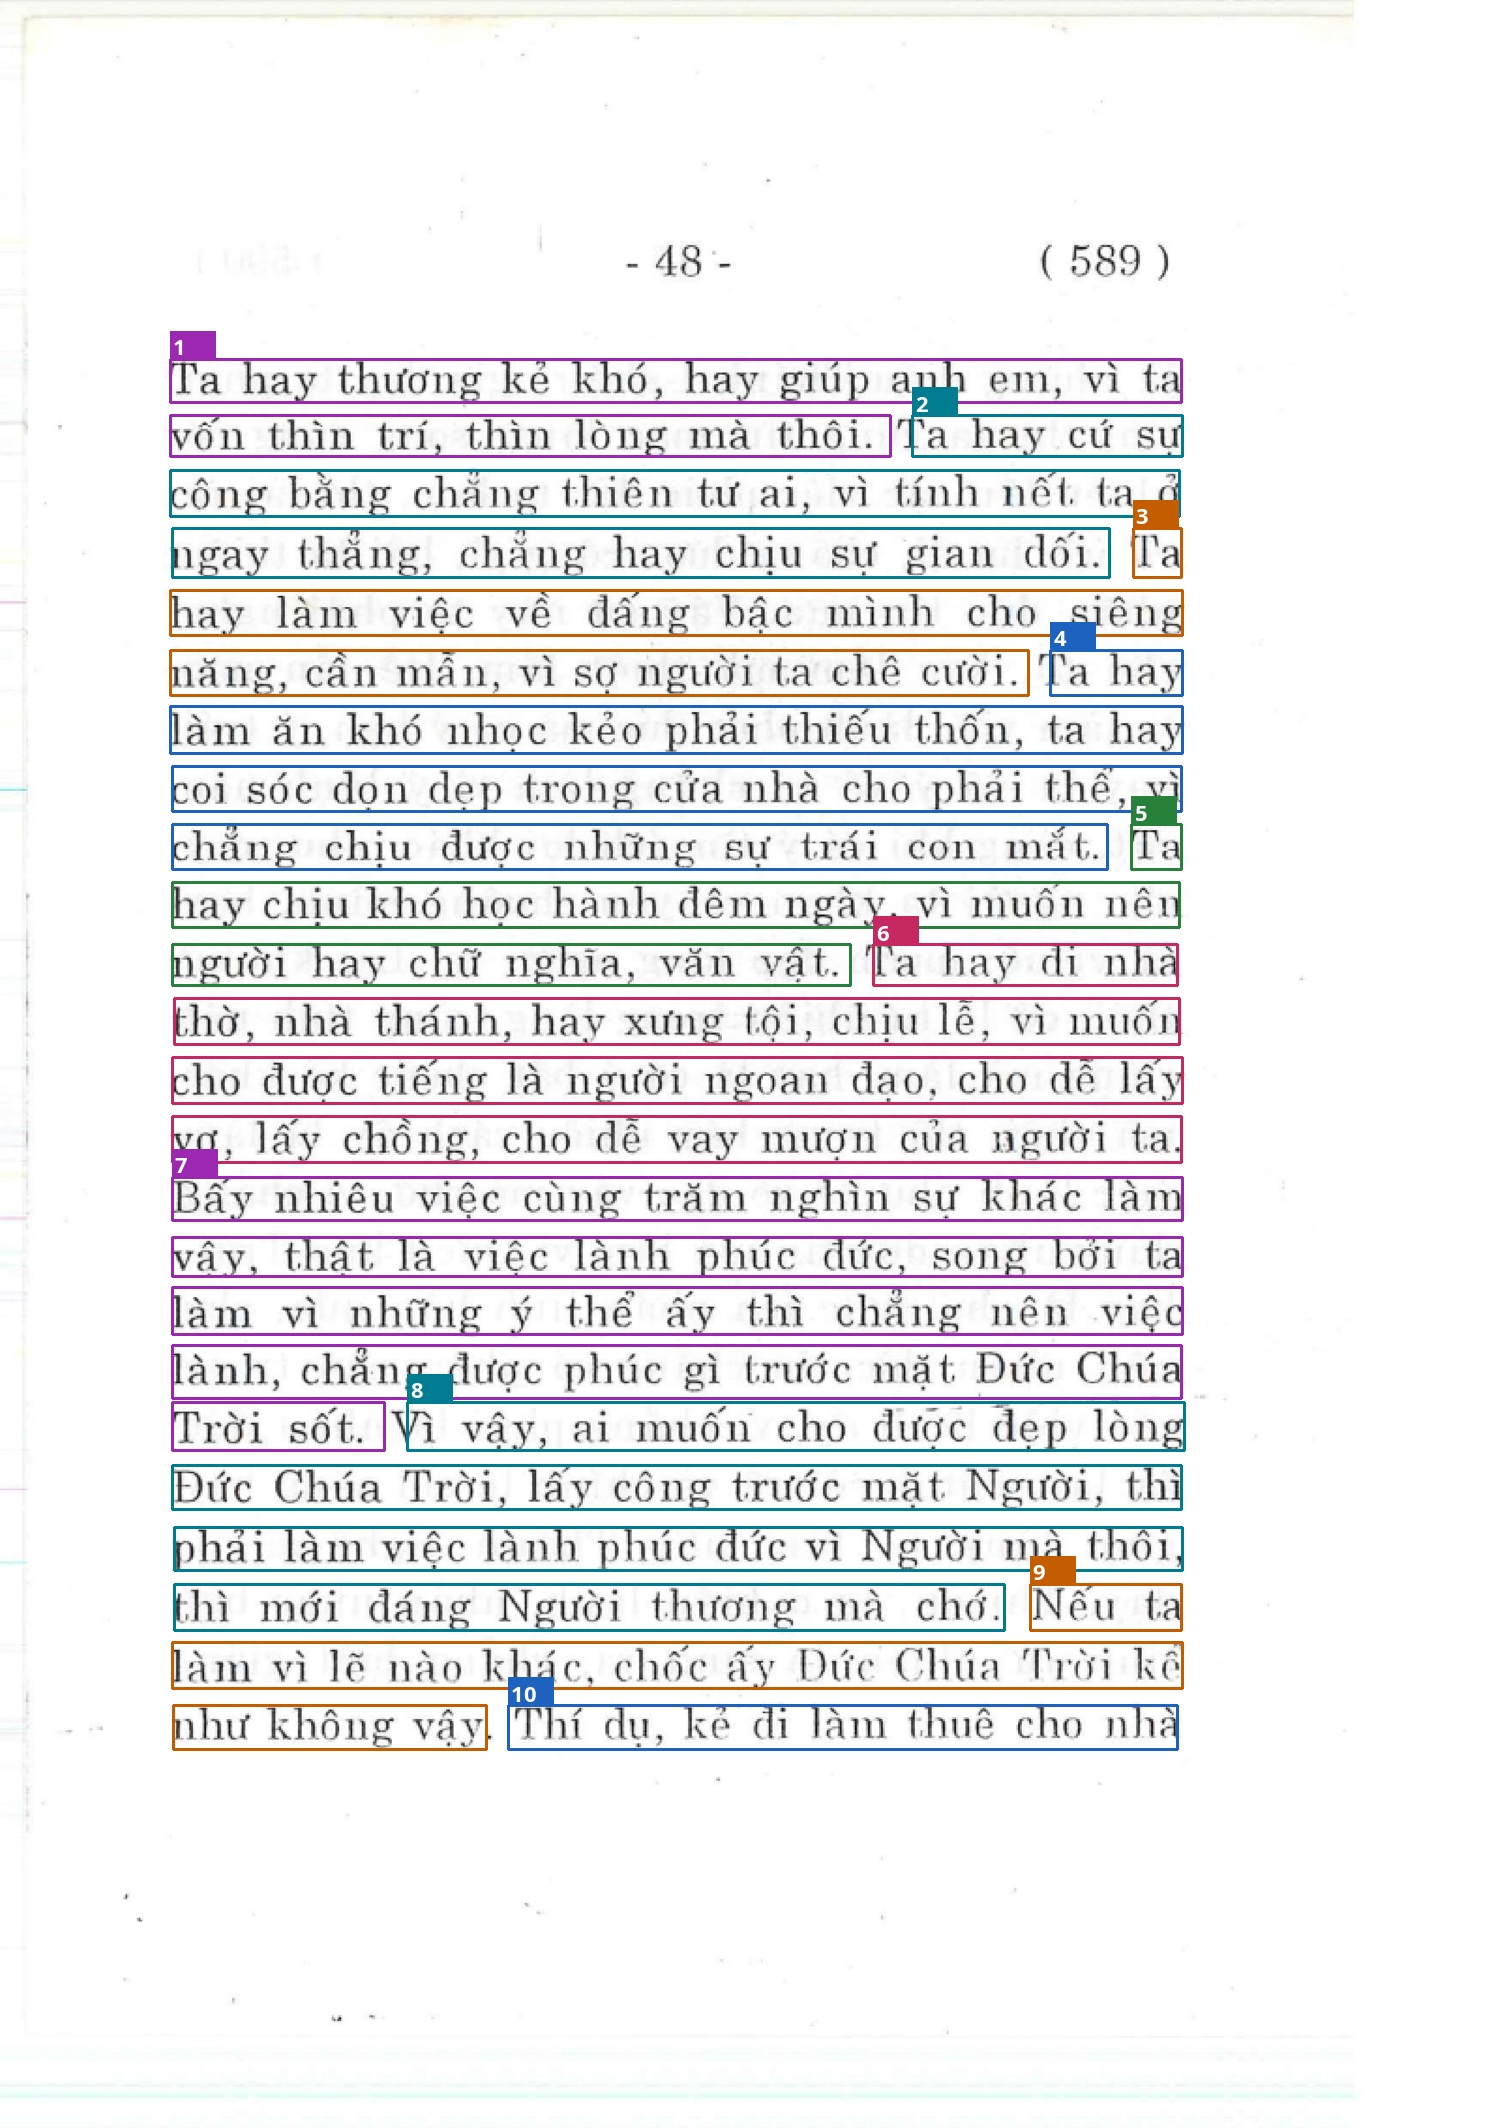 - 48 - ( 589 )
Ta hay thương kẻ khó, hay giúp anh em, vì ta
vốn thìn trí, thìn lòng mà thôi. Ta hay cứ sự
công bằng chẳng thiên tư ai, vì tính nết ta ở
ngay thẳng, chẳng hay chịu sự gian dối. Ta
hay làm việc về đấng bậc mình cho siêng
năng, cần mẫn, vì sợ người ta chê cười. Ta hay
làm ăn khó nhọc kẻo phải thiếu thốn, ta hay
coi sóc dọn dẹp trong cửa nhà cho phải thể, vì
chẳng chịu được những sự trái con mắt. Ta
hay chịu khó học hành đêm ngày, vì muốn nên
người hay chữ nghĩa, văn vật. Ta hay đi nhà
thờ, nhà thánh, hay xưng tội, chịu lễ, vì muốn
cho được tiếng là người ngoan đạo, cho dễ lấy
vợ, lấy chồng, cho dễ vay mượn của người ta.
Bấy nhiêu việc cùng trăm nghìn sự khác làm
vậy, thật là việc lành phúc đức, song bởi ta
làm vì những ý thể ấy thì chẳng nên việc
lành, chẳng được phúc gì trước mặt Đức Chúa
Trời sốt. Vì vậy, ai muốn cho được đẹp lòng
Đức Chúa Trời, lấy công trước mặt Người, thì
phải làm việc lành phúc đức vì Người mà thôi,
thì mới đáng Người thương mà chớ. Nếu ta
làm vì lẽ nào khác, chốc ấy Đức Chúa Trời kể
như không vậy. Thí dụ, kẻ đi làm thuê cho nhà
1
2
3
4
5
6
7
8
9
10